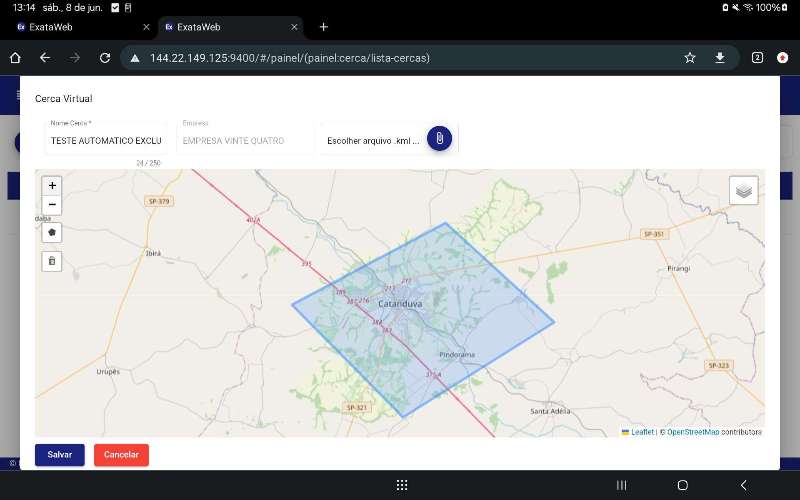 13:14 sáb., 8 de jun. 100%
ExataWeb
ExataWeb
144.22.149.125:9400/#/painel/(painel:cerca/lista-cercas)
2
Cerca Virtual
Nome Cerca *
Empresa
TESTE AUTOMATICO EXCLU
EMPRESA VINTE QUATRO
Escolher arquivo .kml ...
24 / 250
+
−
SP-379
SP-351
Ibirá
Pirangi
395
Catanduva
Pindorama
Urupês
SP-323
375A
SP-321
Santa Adélia
Leaflet | © OpenStreetMap contributors
Salvar
Cancelar
©